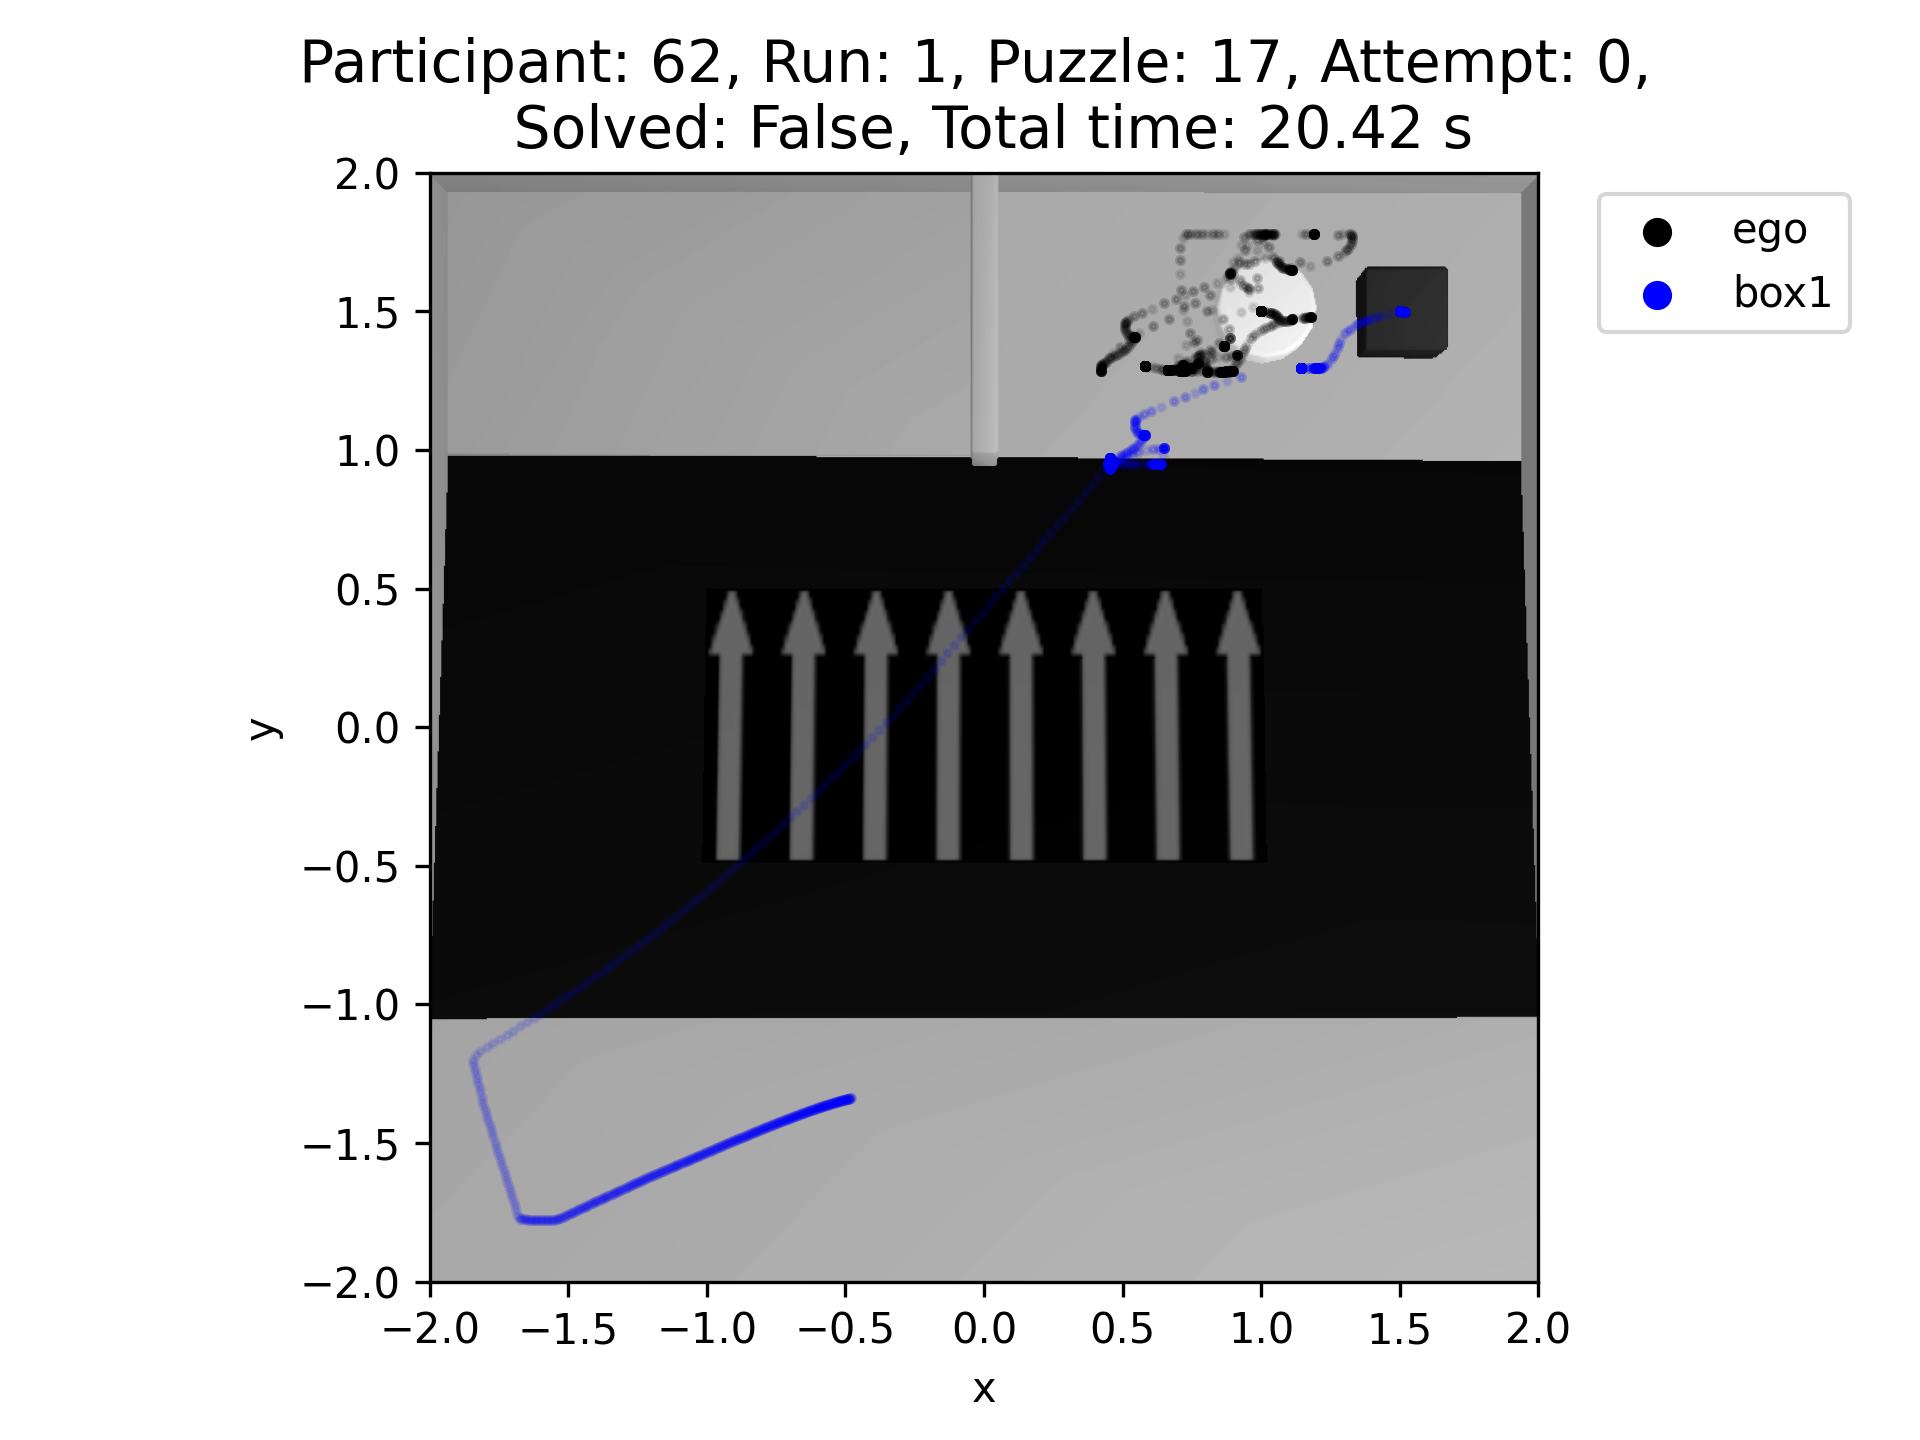 Participant: 62, Run: 1, Puzzle: 17, Attempt: 0,
Solved: False, Total time: 20.42 s
ego
box1
y
2.0
1.5
1.0
0.5
0.0
−0.5
−1.0
−1.5
−2.0
−2.0 −1.5 −1.0 −0.5 0.0 0.5 1.0 1.5 2.0
x